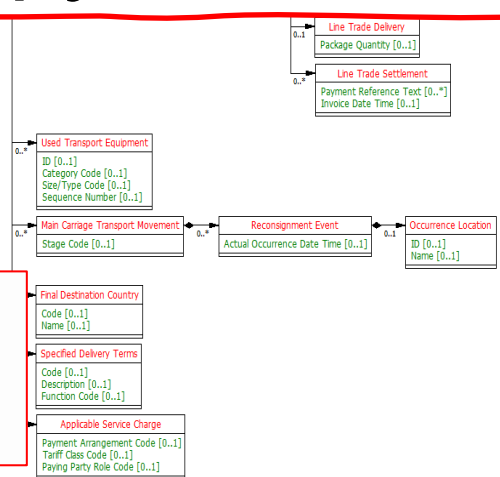 0..1
Line Trade Delivery
Package Quantity [0..1]
0..*
Line Trade Settlement
Payment Reference Text [0..*]
Invoice Date Time [0..1]
0..*
Used Transport Equipment
ID [0..1]
Category Code [0..1]
Size/Type Code [0..1]
Sequence Number [0..1]
0..*
Main Carriage Transport Movement
Stage Code [0..1]
0..*
Reconsignment Event
Actual Occurrence Date Time [0..1]
0..1
Occurrence Location
ID [0..1]
Name [0..1]
Final Destination Country
Code [0..1]
Name [0..1]
Specified Delivery Terms
Code [0..1]
Description [0..1]
Function Code [0..1]
Applicable Service Charge
Payment Arrangement Code [0..1]
Tariff Class Code [0..1]
Paying Party Role Code [0..1]